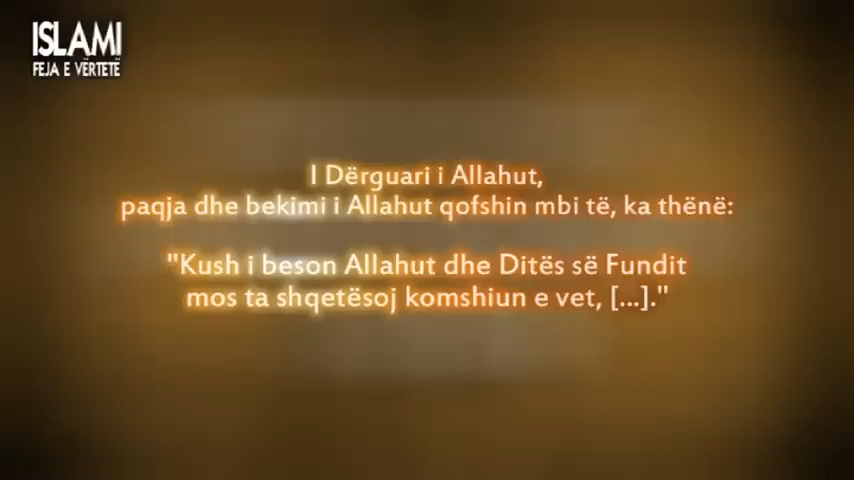 ISLAMI
FEJA E VËRTETË
I Dërguari i Allahut,
paqja dhe bekimi i Allahut qofshin mbi të, ka thënë:
"Kush i beson Allahut dhe Ditës së Fundit
mos ta shqetësoj komshiun e vet, [...]."